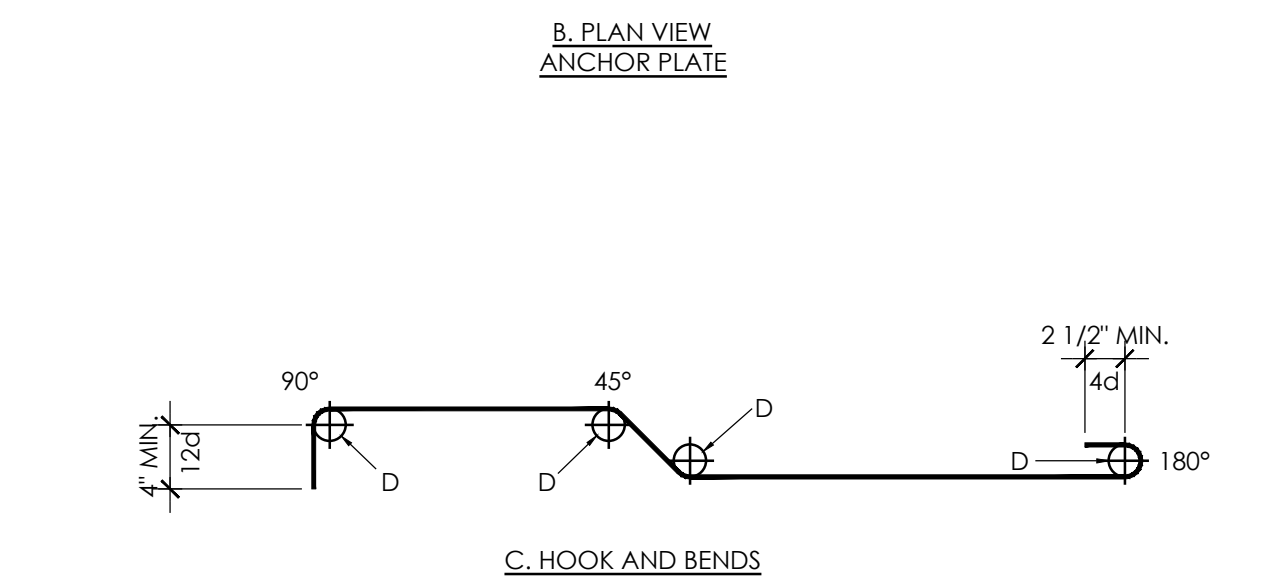 B. PLAN VIEW
ANCHOR PLATE
2 1/2" MIN.
4d
90°
45°
D
4" MIN.
12d
D
D
D
180°
C. HOOK AND BENDS